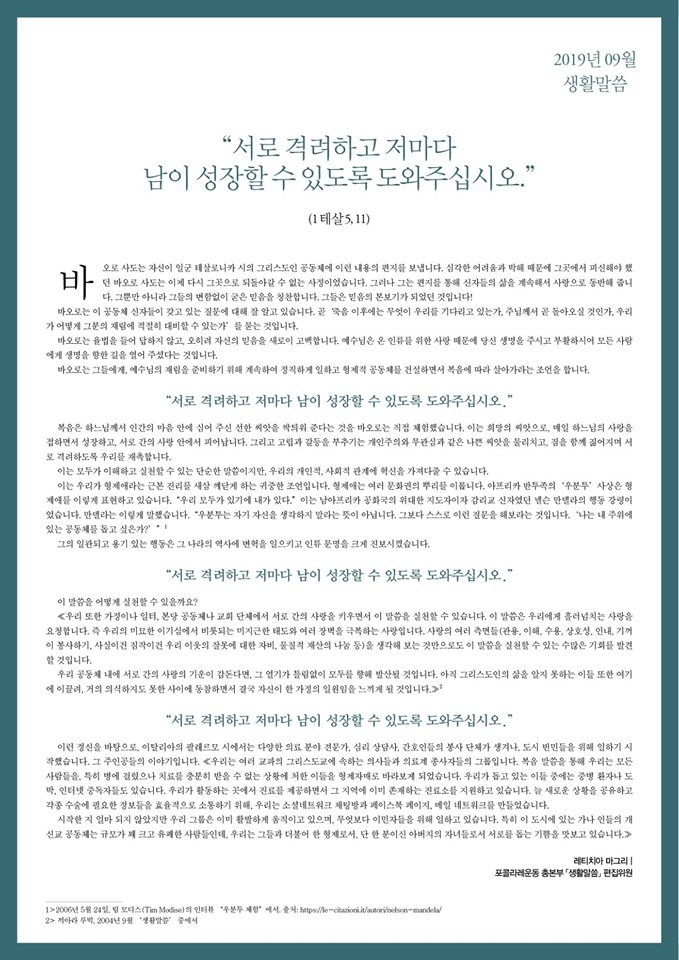 2019년 09월
생활말씀
“서로 격려하고 저마다
남이 성장할 수 있도록 도와주십시오.”
(1 테살 5, 11)
바오로 사도는 자신이 일군 테살로니카 시의 그리스도인 공동체에 이런 내용의 편지를 보냅니다. 심각한 어려움과 박해 때문에 그곳에서 피신해야 했
던 바오로 사도는 이제 다시 그곳으로 되돌아갈 수 없는 사정이었습니다. 그러나 그는 편지를 통해 신자들의 삶을 계속해서 사랑으로 동반해 줍니
다. 그뿐만 아니라 그들의 변함없이 굳은 믿음을 칭찬합니다. 그들은 믿음의 본보기가 되었던 것입니다!
바오로는 이 공동체 신자들이 갖고 있는 질문에 대해 잘 알고 있습니다. 곧 ‘죽음 이후에는 무엇이 우리를 기다리고 있는가, 주님께서 곧 돌아오실 것인가, 우리
가 어떻게 그분의 재림에 적절히 대비할 수 있는가’를 묻는 것입니다.
바오로는 율법을 들어 답하지 않고, 오히려 자신의 믿음을 새로이 고백합니다. 예수님은 온 인류를 위한 사랑 때문에 당신 생명을 주시고 부활하시어 모든 사람
에게 생명을 향한 길을 열어 주셨다는 것입니다.
바오로는 그들에게, 예수님의 재림을 준비하기 위해 계속하여 정직하게 일하고 형제적 공동체를 건설하면서 복음에 따라 살아가라는 조언을 합니다.
“서로 격려하고 저마다 남이 성장할 수 있도록 도와주십시오.”
복음은 하느님께서 인간의 마음 안에 심어 주신 선한 씨앗을 싹틔워 준다는 것을 바오로는 직접 체험했습니다. 이는 희망의 씨앗으로, 매일 하느님의 사랑을
접하면서 성장하고, 서로 간의 사랑 안에서 피어납니다. 그리고 고립과 갈등을 부추기는 개인주의와 무관심과 같은 나쁜 씨앗을 물리치고, 짐을 함께 짊어지며 서
로 격려하도록 우리를 재촉합니다.
이는 모두가 이해하고 실천할 수 있는 단순한 말씀이지만, 우리의 개인적, 사회적 관계에 혁신을 가져다줄 수 있습니다.
이는 우리가 형제애라는 근본 진리를 새삼 깨닫게 하는 귀중한 조언입니다. 형제애는 여러 문화권의 뿌리를 이룹니다. 아프리카 반투족의 ‘우분투’ 사상은 형
제애를 이렇게 표현하고 있습니다. “우리 모두가 있기에 내가 있다.” 이는 남아프리카 공화국의 위대한 지도자이자 감리교 신자였던 넬슨 만델라의 행동 강령이
었습니다. 만델라는 이렇게 말했습니다. “우분투는 자기 자신을 생각하지 말라는 뜻이 아닙니다. 그보다 스스로 이런 질문을 해보라는 것입니다. ‘나는 내 주위에
있는 공동체를 돕고 싶은가?’” 1
그의 일관되고 용기 있는 행동은 그 나라의 역사에 변혁을 일으키고 인류 문명을 크게 진보시켰습니다.
“서로 격려하고 저마다 남이 성장할 수 있도록 도와주십시오.”
이 말씀을 어떻게 실천할 수 있을까요?
≪우리 또한 가정이나 일터, 본당 공동체나 교회 단체에서 서로 간의 사랑을 키우면서 이 말씀을 실천할 수 있습니다. 이 말씀은 우리에게 흘러넘치는 사랑을
요청합니다. 즉 우리의 미묘한 이기심에서 비롯되는 미지근한 태도와 여러 장벽을 극복하는 사랑입니다. 사랑의 여러 측면들(관용, 이해, 수용, 상호성, 인내, 기꺼
이 봉사하기, 사실이건 짐작이건 우리 이웃의 잘못에 대한 자비, 물질적 재산의 나눔 등)을 생각해 보는 것만으로도 이 말씀을 실천할 수 있는 수많은 기회를 발견
할 것입니다.
우리 공동체 내에서 서로 간의 사랑의 기운이 감돈다면, 그 열기가 틀림없이 모두를 향해 발산될 것입니다. 아직 그리스도인의 삶을 알지 못하는 이들 또한 여기
에 이끌려, 거의 의식하지도 못한 사이에 동참하면서 결국 자신이 한 가정의 일원임을 느끼게 될 것입니다.≫2
“서로 격려하고 저마다 남이 성장할 수 있도록 도와주십시오.”
이런 정신을 바탕으로, 이탈리아의 팔레르모 시에서는 다양한 의료 분야 전문가, 심리 상담사, 간호인들의 봉사 단체가 생겨나, 도시 빈민들을 위해 일하기 시
작했습니다. 그 주인공들의 이야기입니다. ≪우리는 여러 교파의 그리스도교에 속하는 의사들과 의료계 종사자들의 그룹입니다. 복음 말씀을 통해 우리는 모든
사람들을, 특히 병에 걸렸으나 치료를 충분히 받을 수 없는 상황에 처한 이들을 형제자매로 바라보게 되었습니다. 우리가 돕고 있는 이들 중에는 중병 환자나 도
박, 인터넷 중독자들도 있습니다. 우리가 활동하는 곳에서 진료를 제공하면서 그 지역에 이미 존재하는 진료소를 지원하고 있습니다. 늘 새로운 상황을 공유하고
각종 수술에 필요한 정보들을 효율적으로 소통하기 위해, 우리는 소셜네트워크 채팅방과 페이스북 페이지, 메일 네트워크를 만들었습니다.
시작한 지 얼마 되지 않았지만 우리 그룹은 이미 활발하게 움직이고 있으며, 무엇보다 이민자들을 위해 일하고 있습니다. 특히 이 도시에 있는 가나 인들의 개
신교 공동체는 규모가 꽤 크고 유쾌한 사람들인데, 우리는 그들과 더불어 한 형제로서, 단 한 분이신 아버지의 자녀들로서 서로를 돕는 기쁨을 맛보고 있습니다.≫
레티치아 마그리 |
포콜라레운동 총본부 「생활말씀」 편집위원
1> 2006년 5월 24일, 팀 모디스(Tim Modise)의 인터뷰 “우분투 체험”에서. 출처: https://le-citazioni.it/autori/nelson-mandela/
2> 끼아라 루빅, 2004년 9월 ‘생활말씀’ 중에서